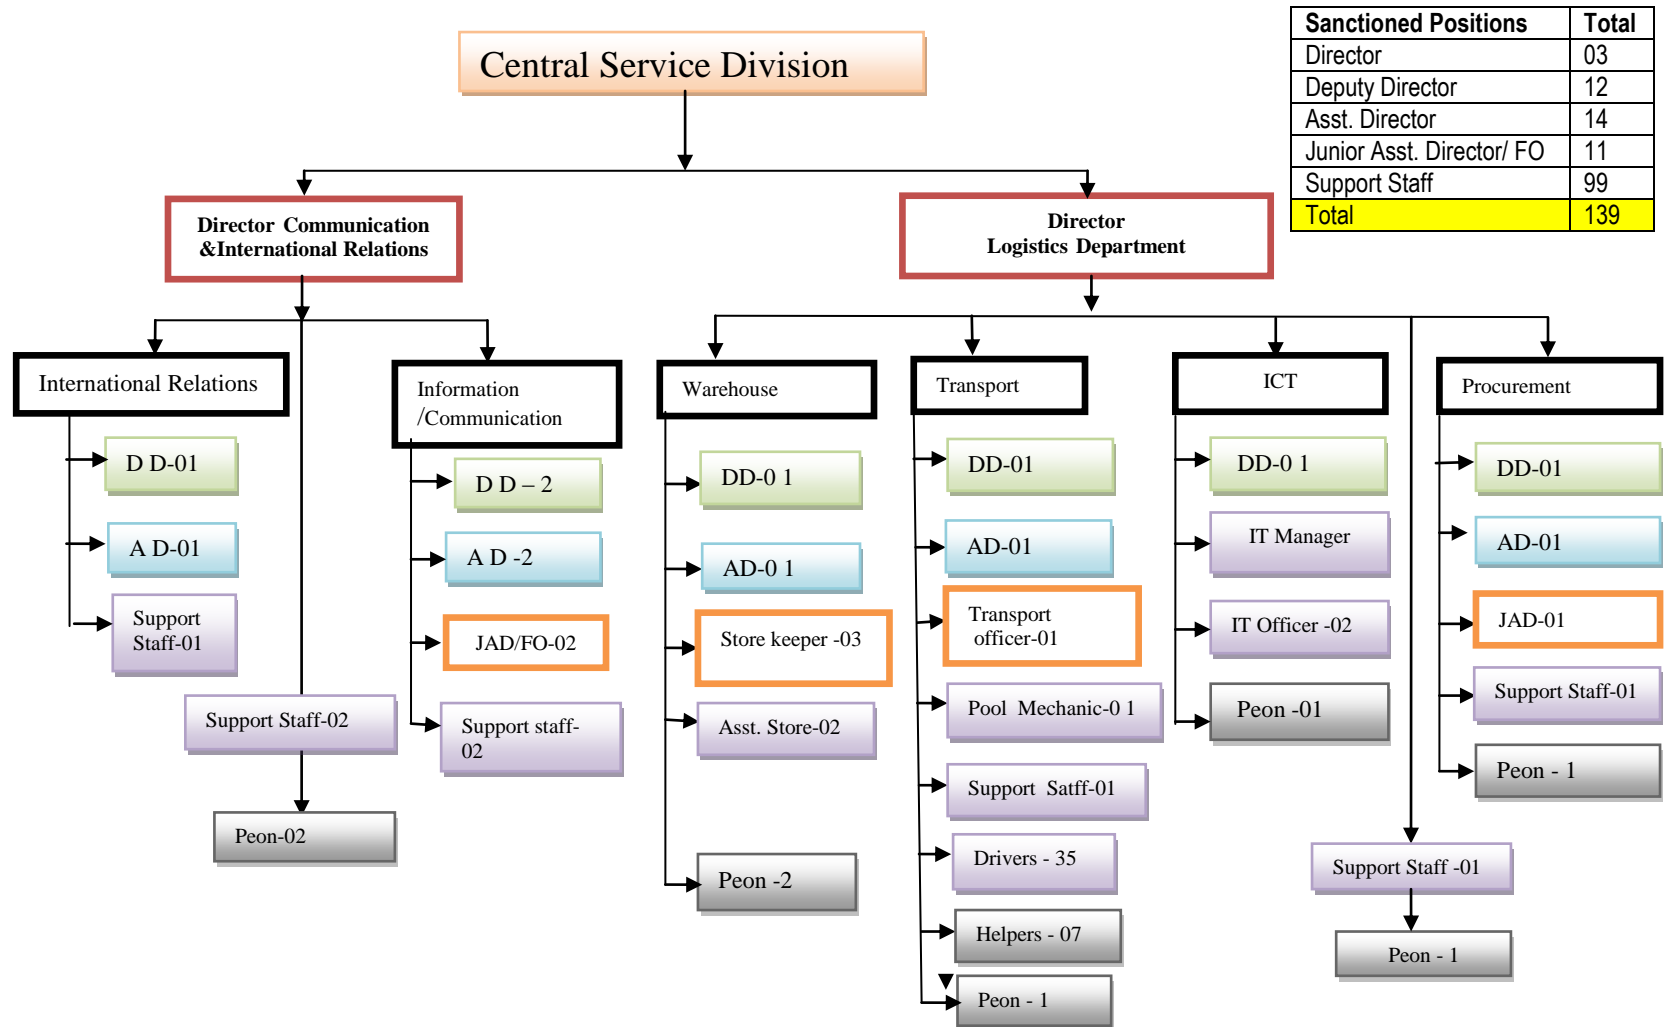 Central Service Division
Sanctioned Positions Total
Director 03
Deputy Director 12
Asst. Director 14
Junior Asst. Director/ FO 11
Support Staff 99
Total 139
Director Communication
&International Relations
Director
Logistics Department
International Relations
D D-01
A D-01
Support
Staff-01
Support Staff-02
Peon-02
Information
/Communication
D D – 2
A D -2
JAD/FO-02
Support staff-
02
Warehouse
DD-0 1
AD-0 1
Store keeper -03
Asst. Store-02
Peon -2
Transport
DD-01
AD-01
Transport
officer-01
Pool Mechanic-0 1
Support Satff-01
Drivers - 35
Helpers - 07
Peon - 1
ICT
DD-0 1
IT Manager
IT Officer -02
Peon -01
Support Staff -01
Peon - 1
Procurement
DD-01
AD-01
JAD-01
Support Staff-01
Peon - 1